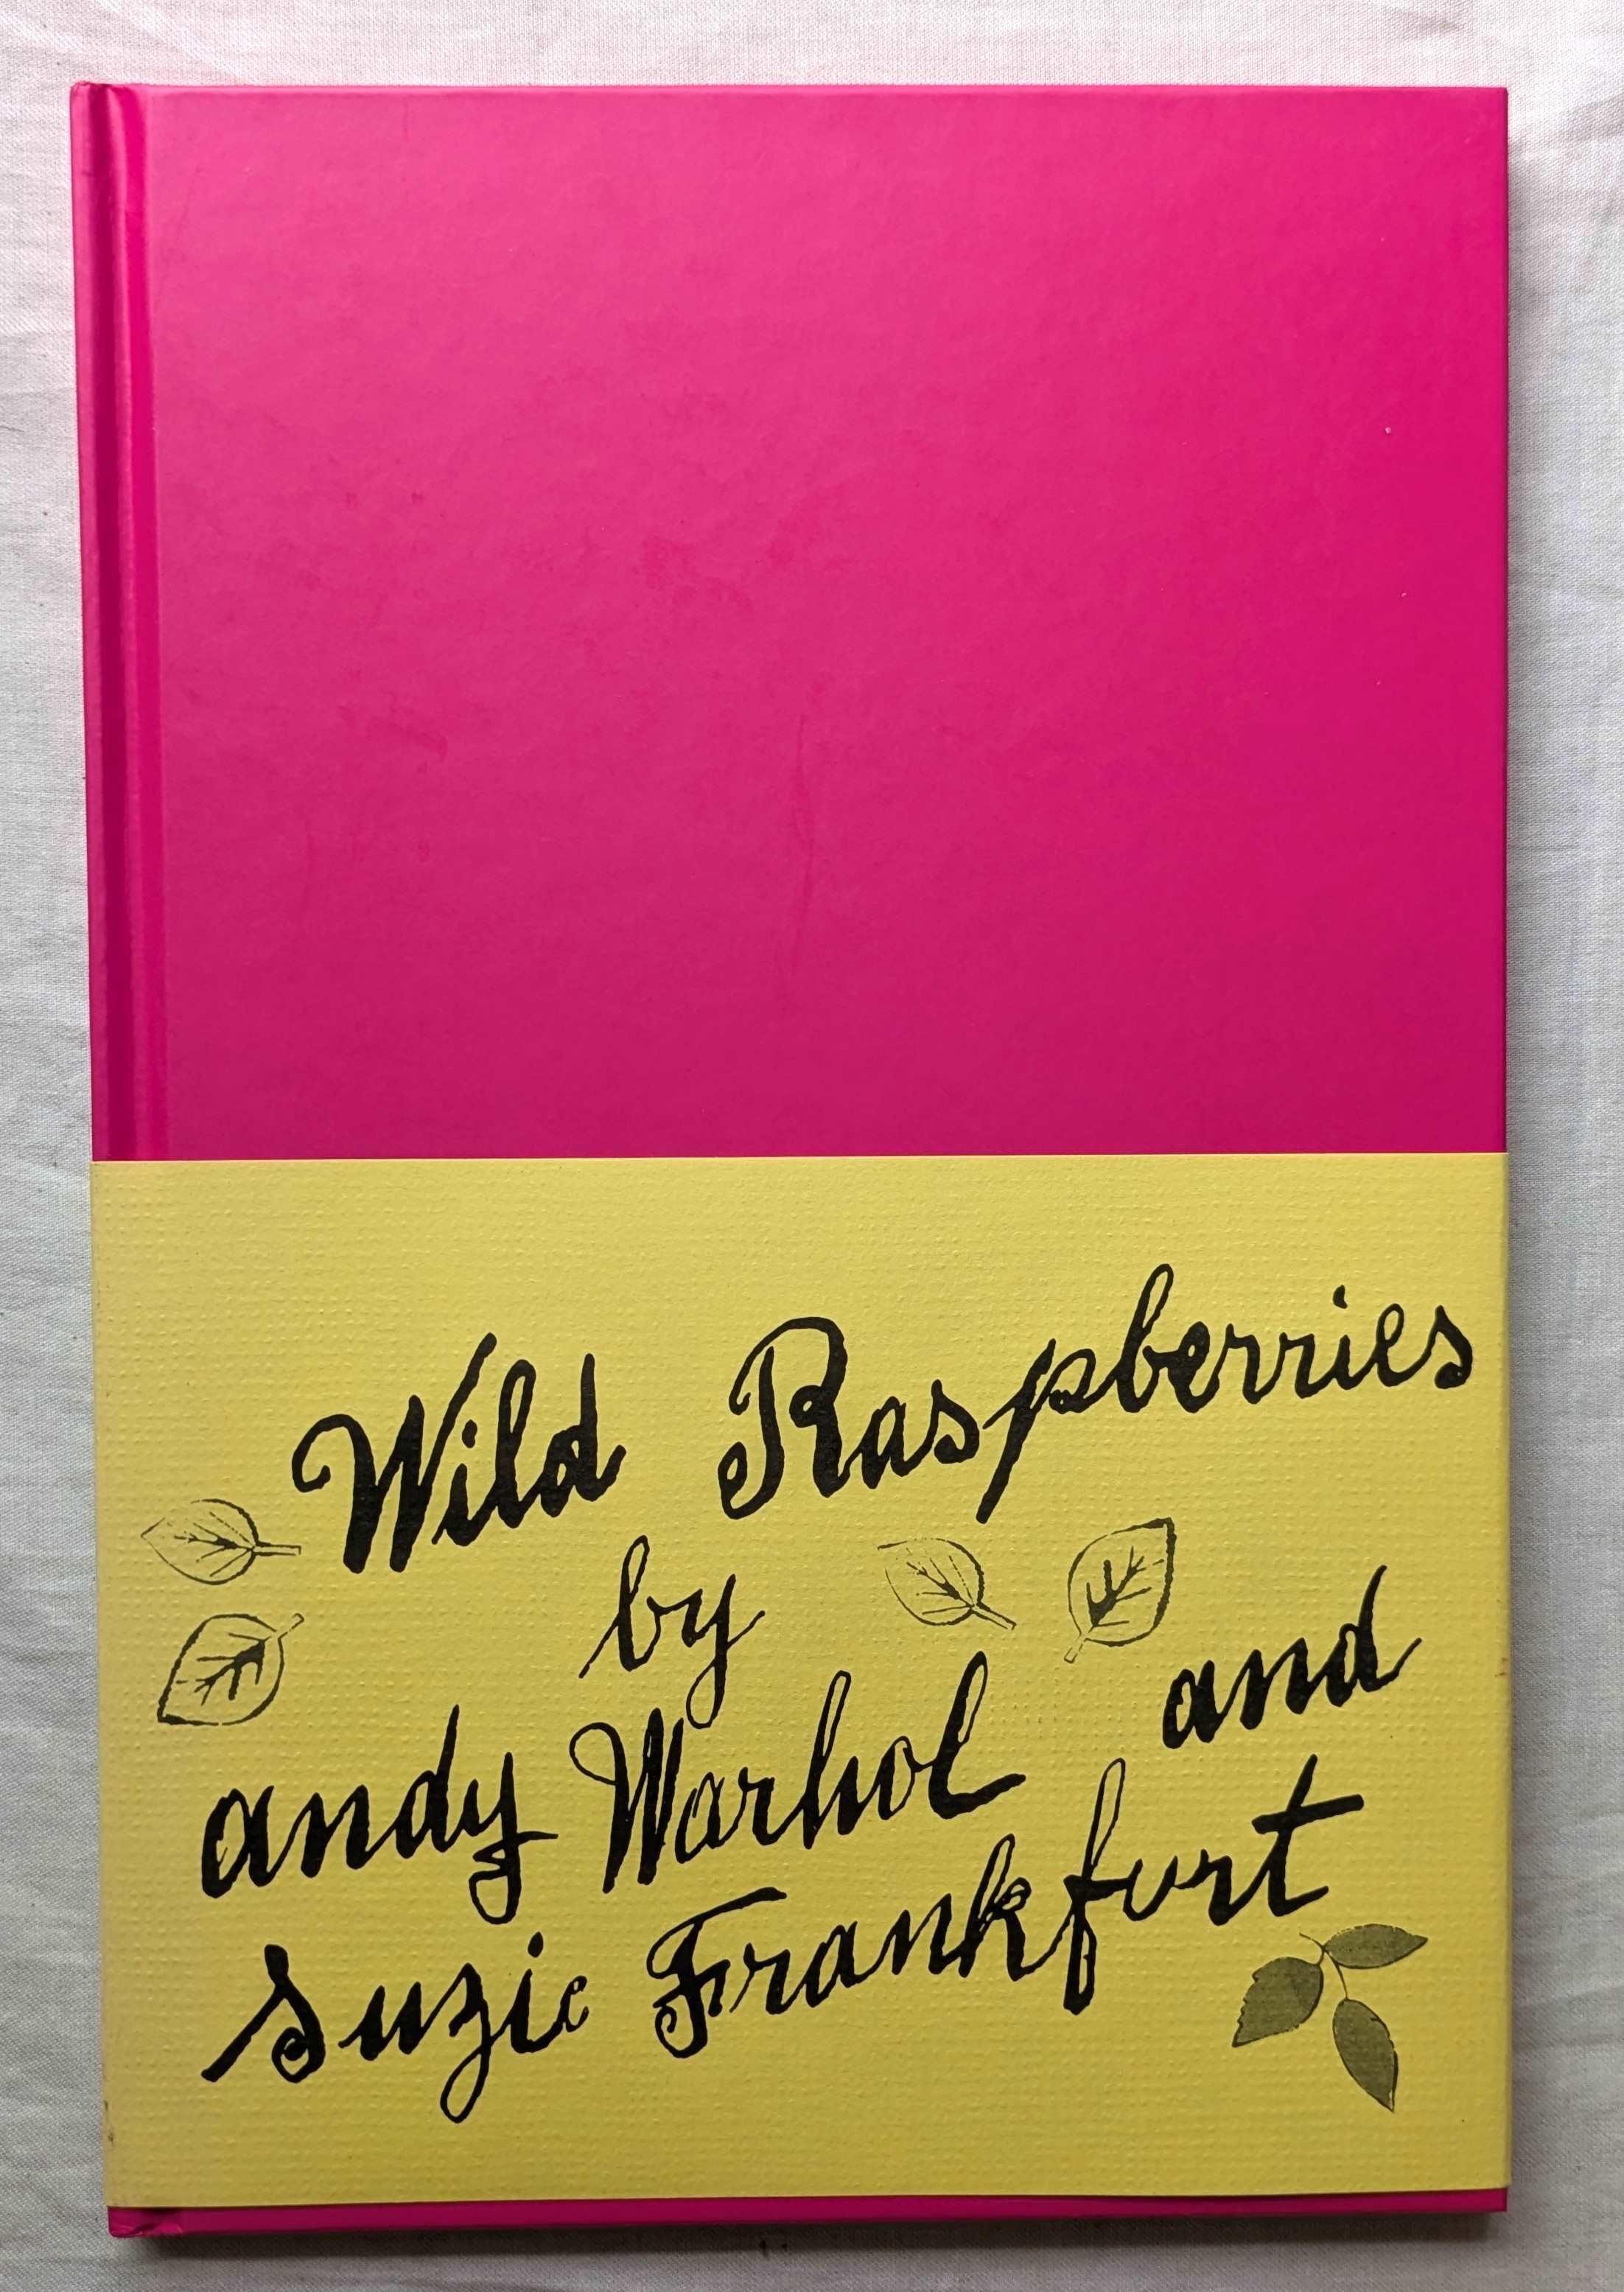 Wild Raspberries
by
andy Warhol and
Suzie Frankfurt